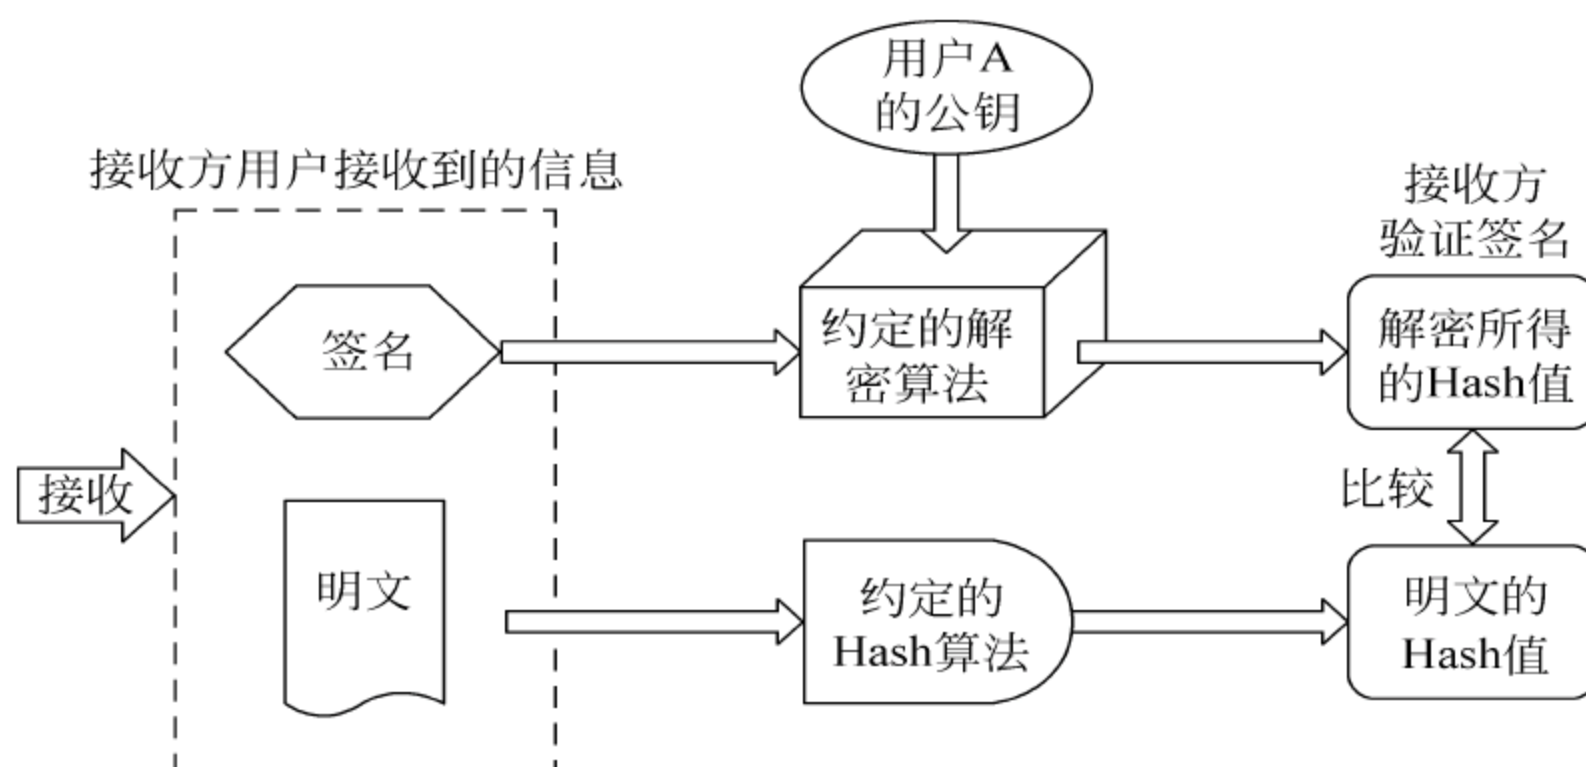 用户A
的公钥
接收方用户接收到的信息
接收方
验证签名
签名
约定的解
密算法
解密所得
的Hash值
接收
比较
明文
约定的
Hash算法
明文的
Hash值